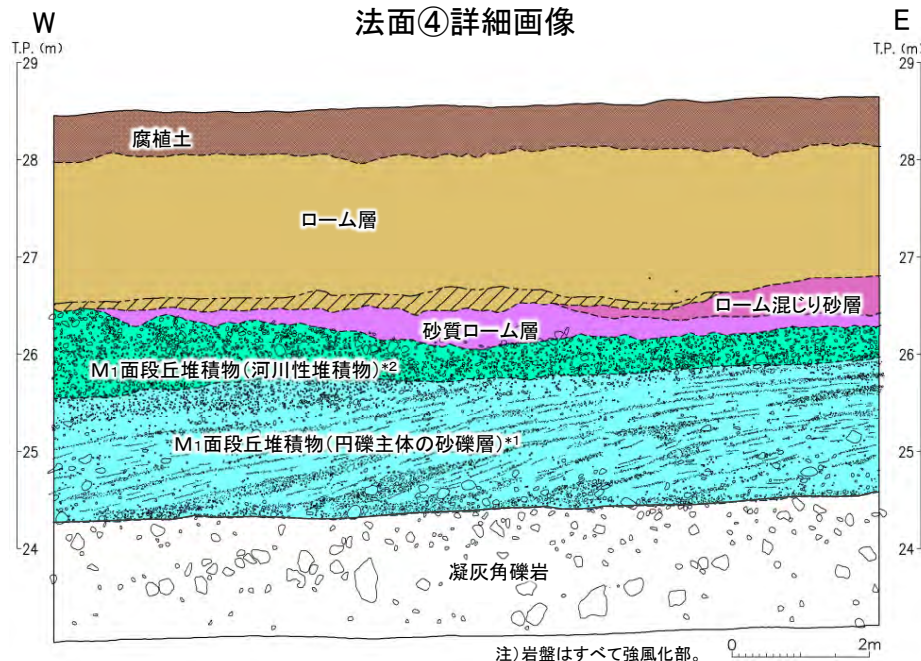 法面④詳細画像
W
E
T.P. (m)
T.P. (m)
29
29
腐植土
28
28
ローム層
27
27
ローム混じり砂層
砂質ローム層
26
26
M₁面段丘堆積物(河川性堆積物)*²
25
25
M₁面段丘堆積物(円礫主体の砂礫層)*¹
24
24
凝灰角礫岩
注)岩盤はすべて強風化部。
0 2m